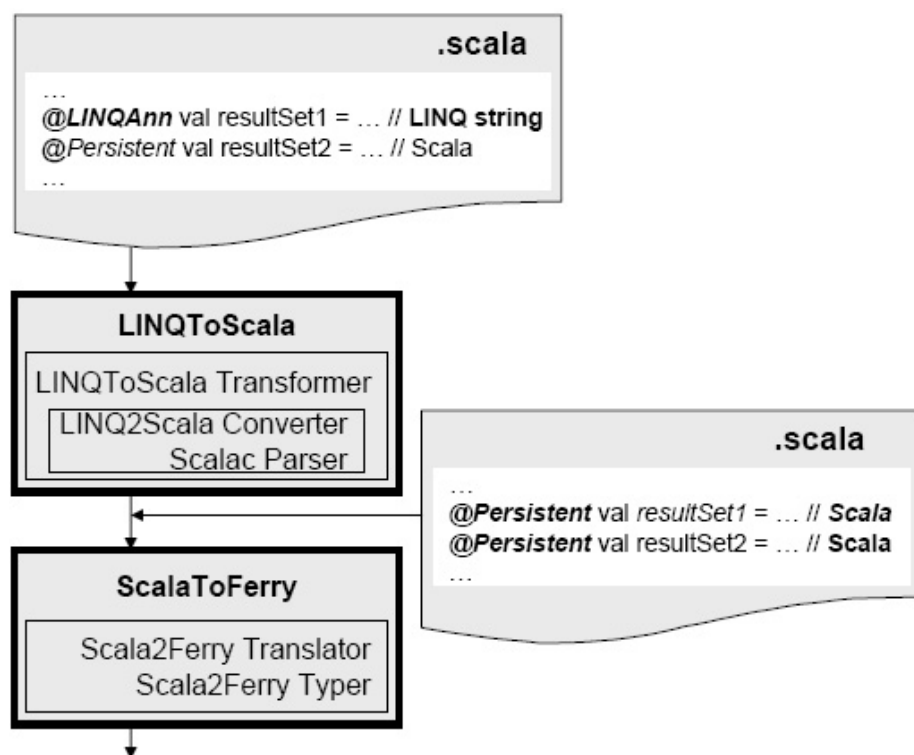 .scala
…
@LINQAnn val resultSet1 = … // LINQ string
@Persistent val resultSet2 = … // Scala
…
LINQToScala
LINQToScala Transformer
LINQ2Scala Converter
Scalac Parser
.scala
…
@Persistent val resultSet1 = … // Scala
@Persistent val resultSet2 = … // Scala
…
ScalaToFerry
Scala2Ferry Translator
Scala2Ferry Typer